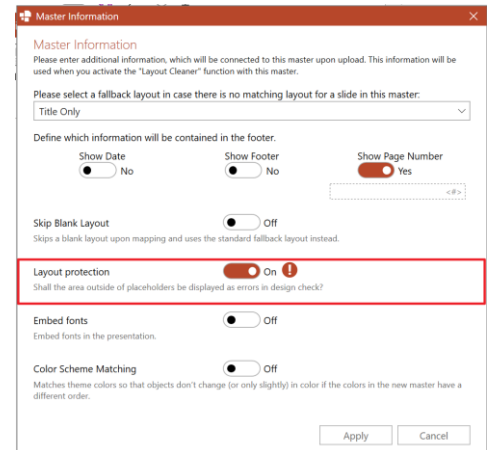 Master Information
Master Information
Please enter additional information, which will be connected to this master upon upload. This information will be
used when you activate the "Layout Cleaner" function with this master.
Please select a fallback layout in case there is no matching layout for a slide in this master:
Title Only
Define which information will be contained in the footer.
Show Date Show Footer Show Page Number
No No Yes
<#>
Skip Blank Layout Off
Skips a blank layout upon mapping and uses the standard fallback layout instead.
Layout protection On !
Shall the area outside of placeholders be displayed as errors in design check?
Embed fonts Off
Embed fonts in the presentation.
Color Scheme Matching Off
Matches theme colors so that objects don't change (or only slightly) in color if the colors in the new master have a
different order.
Apply Cancel